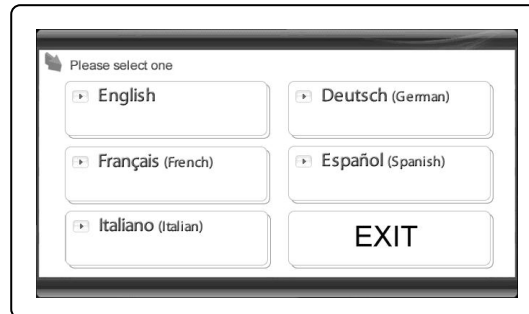 Please select one
English
Deutsch (German)
Français (French)
Español (Spanish)
Italiano (Italian)
EXIT